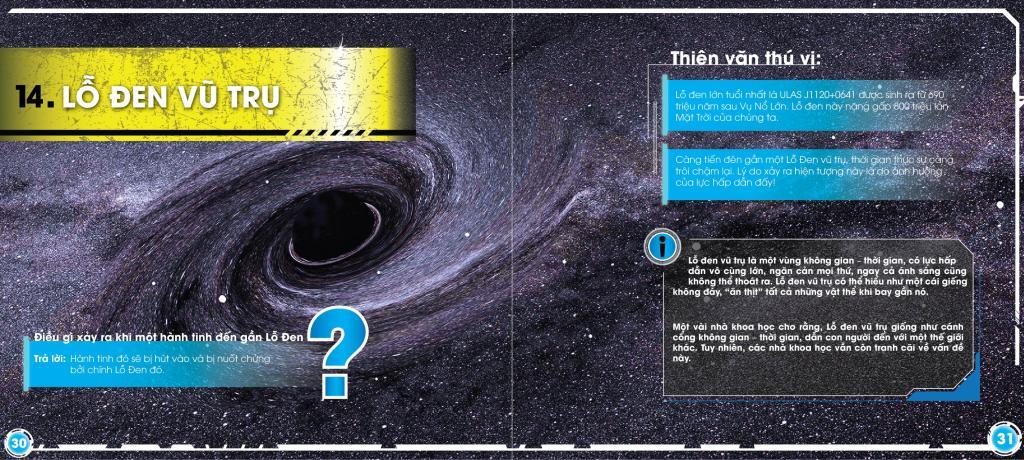 14. LỖ ĐEN VŨ TRỤ
Điều gì xảy ra khi một hành tinh đến gần Lỗ Đen
?
Trả lời: Hành tinh đó sẽ bị hút vào và bị nuốt chửng
bởi chính Lỗ Đen đó.
30
Thiên văn thú vị:
Lỗ đen lớn tuổi nhất là ULAS J1120+0641 được sinh ra từ 690
triệu năm sau Vụ Nổ Lớn. Lỗ đen này nặng gấp 800 triệu lần
Mặt Trời của chúng ta.
Càng tiến đến gần một Lỗ Đen vũ trụ, thời gian thực sự càng
trôi chậm lại. Lý do xảy ra hiện tượng này là do ảnh hưởng
của lực hấp dẫn đấy!
i
Lỗ đen vũ trụ là một vùng không gian – thời gian, có lực hấp
dẫn vô cùng lớn, ngăn cản mọi thứ, ngay cả ánh sáng cũng
không thể thoát ra. Lỗ đen vũ trụ có thể hiểu như một cái giếng
không đáy, “ăn thịt” tất cả những vật thể khi bay gần nó.
Một vài nhà khoa học cho rằng, Lỗ đen vũ trụ giống như cánh
cổng không gian – thời gian, dẫn con người đến với một thế giới
khác. Tuy nhiên, các nhà khoa học vẫn còn tranh cãi về vấn đề
này.
31